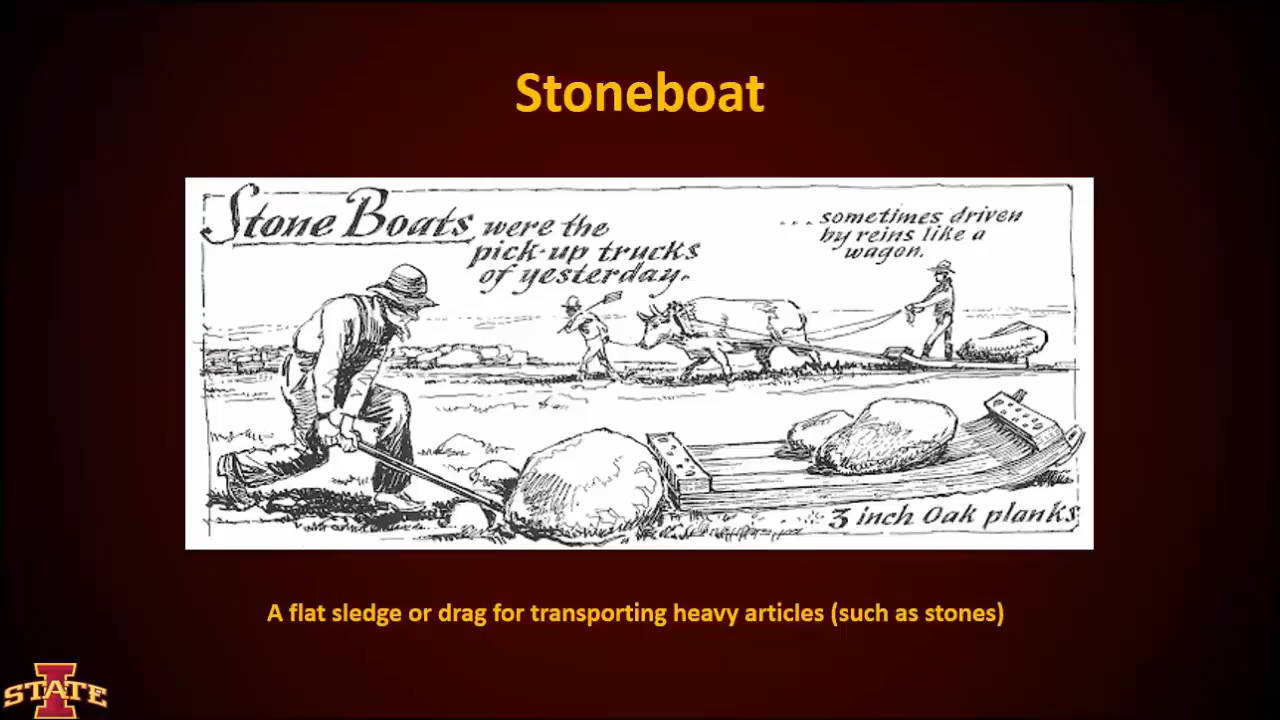 Stoneboat
Stone Boats were the
pick-up trucks
of yesterday.
...sometimes driven
by reins like a
wagon.
3 inch Oak planks
A flat sledge or drag for transporting heavy articles (such as stones)
I
STATE